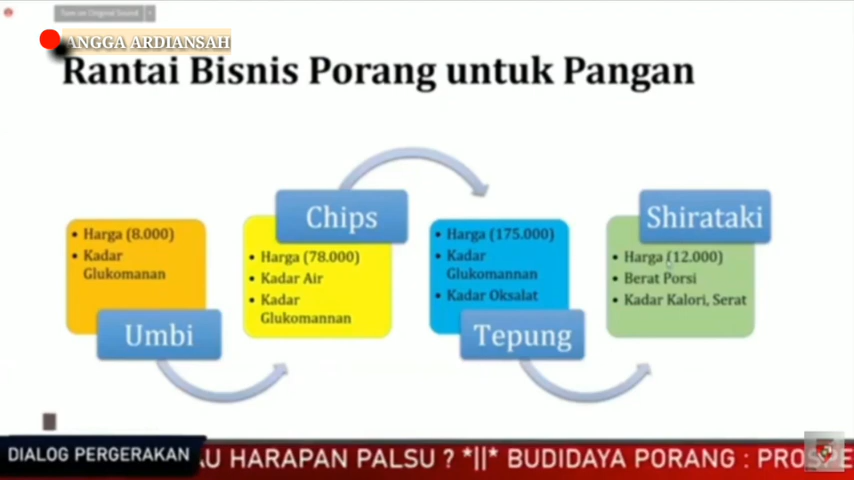 Turn on Original Sound
ANGGA ARDIANSAH
Rantai Bisnis Porang untuk Pangan
• Harga (8.000)
• Kadar
Glukomanan
Umbi
Chips
• Harga (78.000)
• Kadar Air
• Kadar
Glukomannan
• Harga (175.000)
• Kadar
Glukomannan
• Kadar Oksalat
Tepung
Shirataki
• Harga (12.000)
• Berat Porsi
• Kadar Kalori, Serat
DIALOG PERGERAKAN
AU HARAPAN PALSU ? *||* BUDIDAYA PORANG : PROSPE